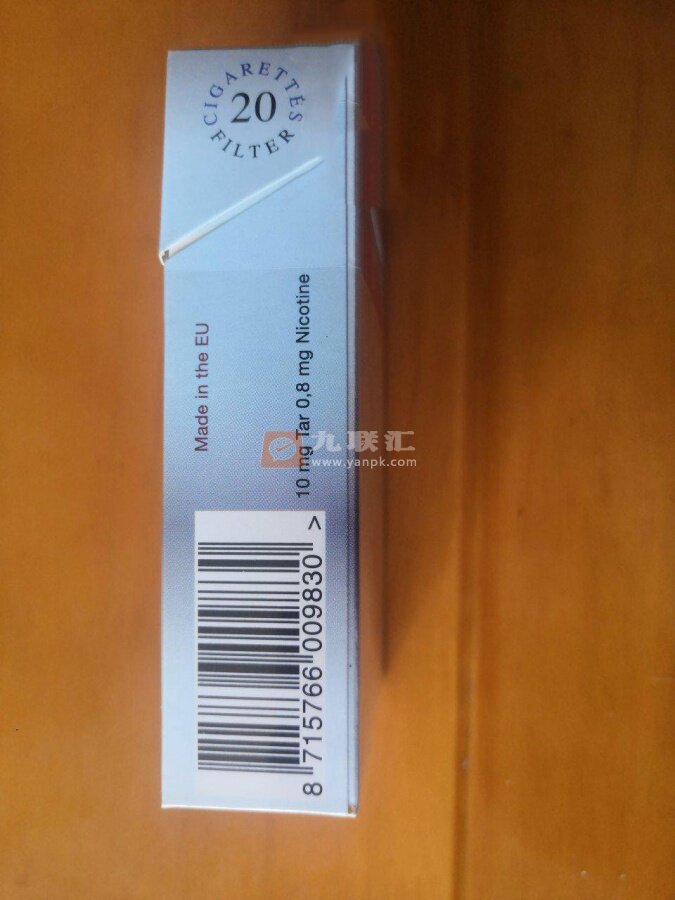 CIGARETTÉS
20
FILTER
Made in the EU
10 mg Tar 0,8 mg Nicotine
九联汇
www.yanpk.com
8 715766 009830 >